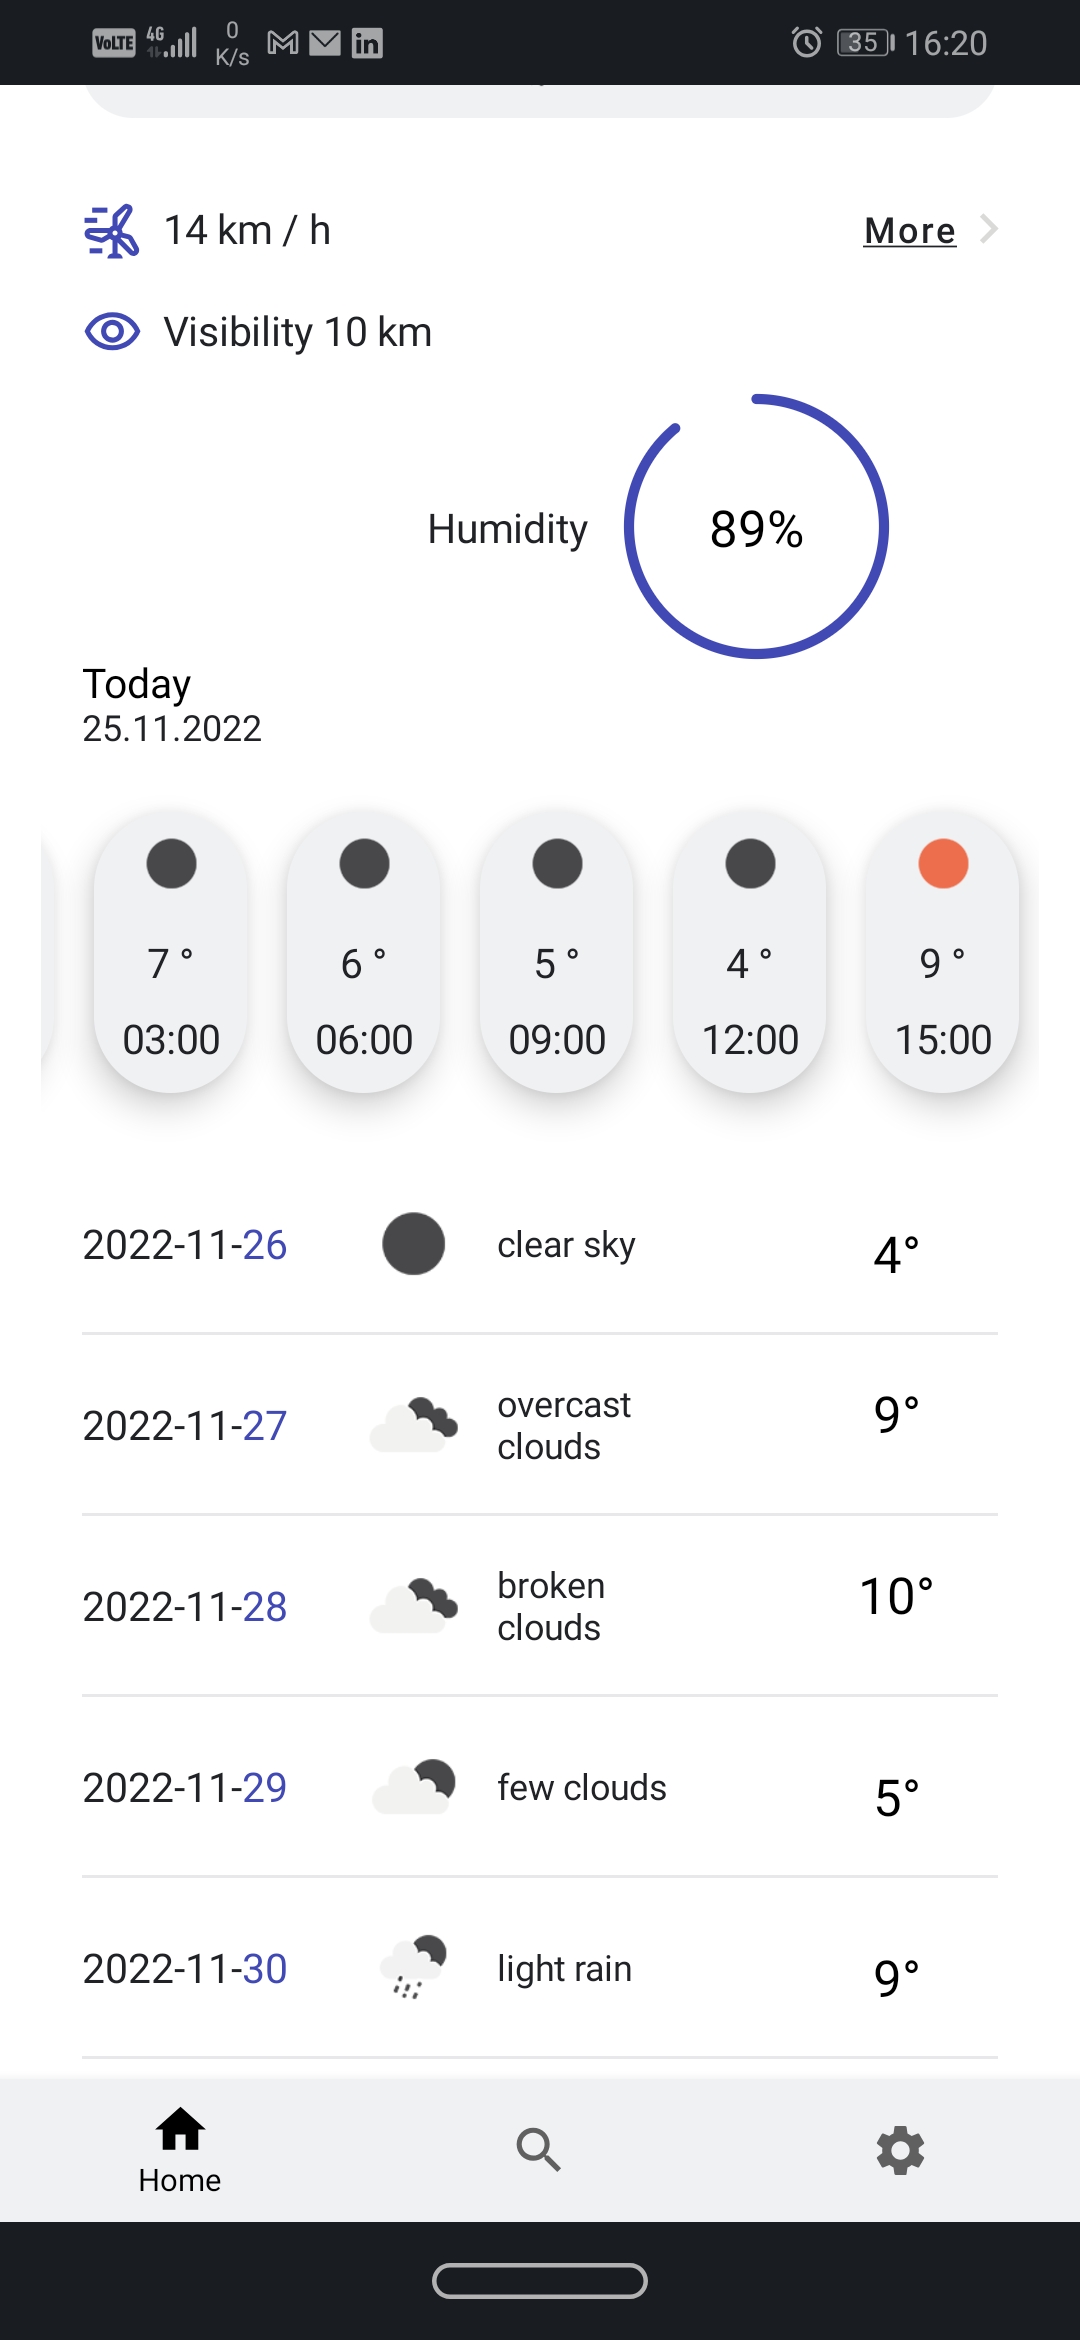 VoLTE 4G 0 K/s in 35 16:20
14 km / h More
Visibility 10 km
Humidity 89%
Today
25.11.2022
7 ° 6 ° 5 ° 4 ° 9 °
03:00 06:00 09:00 12:00 15:00
2022-11-26 clear sky 4°
2022-11-27 overcast clouds 9°
2022-11-28 broken clouds 10°
2022-11-29 few clouds 5°
2022-11-30 light rain 9°
Home